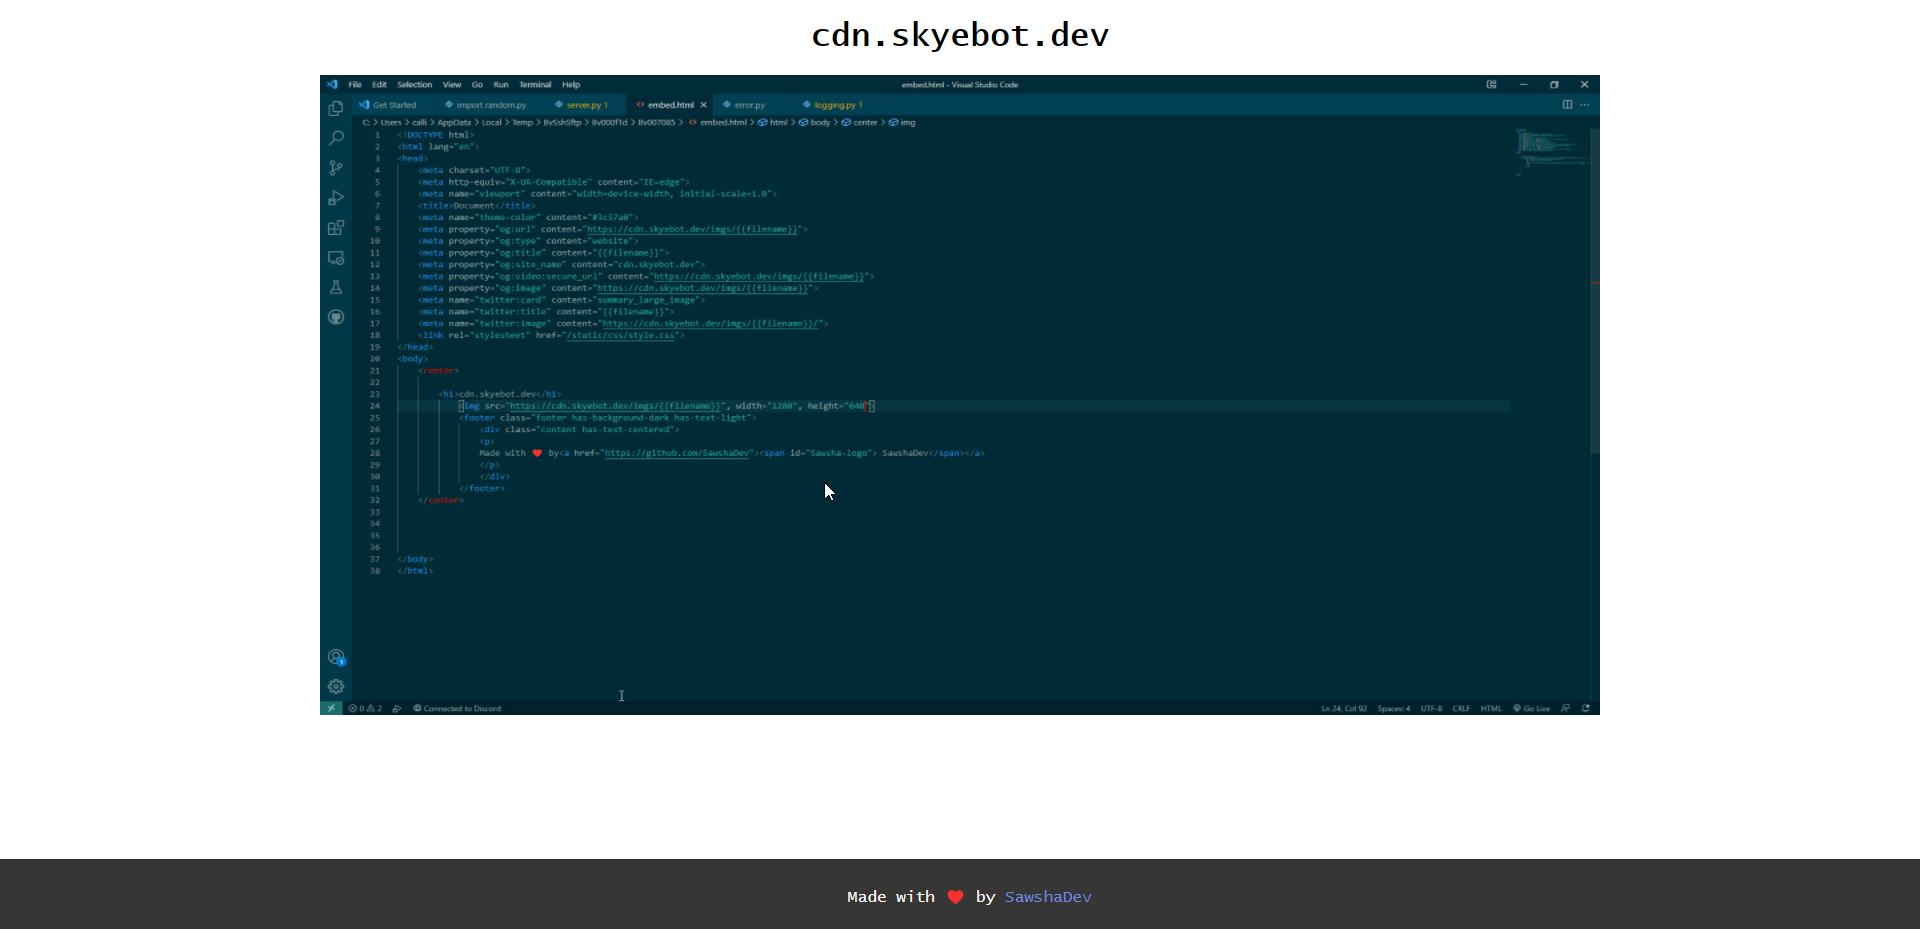 cdn.skyebot.dev
File Edit Selection View Go Run Terminal Help embed.html - Visual Studio Code
Get Started import random.py server.py 1 embed.html error.py logging.py 1
C: > Users > calli > AppData > Local > Temp > BvSshSftp > Bv000f1d > Bv007085 > embed.html > html > body > center > img
1 <!DOCTYPE html>
2 <html lang="en">
3 <head>
4 <meta charset="UTF-8">
5 <meta http-equiv="X-UA-Compatible" content="IE=edge">
6 <meta name="viewport" content="width=device-width, initial-scale=1.0">
7 <title>Document</title>
8 <meta name="theme-color" content="#3c57a0">
9 <meta property="og:url" content="https://cdn.skyebot.dev/imgs/{{filename}}">
10 <meta property="og:type" content="website">
11 <meta property="og:title" content="{{filename}}">
12 <meta property="og:site_name" content="cdn.skyebot.dev">
13 <meta property="og:video:secure_url" content="https://cdn.skyebot.dev/imgs/{{filename}}">
14 <meta property="og:image" content="https://cdn.skyebot.dev/imgs/{{filename}}">
15 <meta name="twitter:card" content="summary_large_image">
16 <meta name="twitter:title" content="{{filename}}">
17 <meta name="twitter:image" content="https://cdn.skyebot.dev/imgs/{{filename}}/">
18 <link rel="stylesheet" href="/static/css/style.css">
19 </head>
20 <body>
21 <center>
22
23 <h1>cdn.skyebot.dev</h1>
24 <img src="https://cdn.skyebot.dev/imgs/{{filename}}", width="1280", height="640">
25 <footer class="footer has-background-dark has-text-light">
26 <div class="content has-text-centered">
27 <p>
28 Made with ❤️ by<a href="https://github.com/SawshaDev"><span id="Sawsha-logo"> SawshaDev</span></a>
29 </p>
30 </div>
31 </footer>
32 </center>
33
34
35
36
37 </body>
38 </html>
0 2 Connected to Discord Ln 24, Col 92 Spaces: 4 UTF-8 CRLF HTML Go Live
Made with ❤️ by SawshaDev